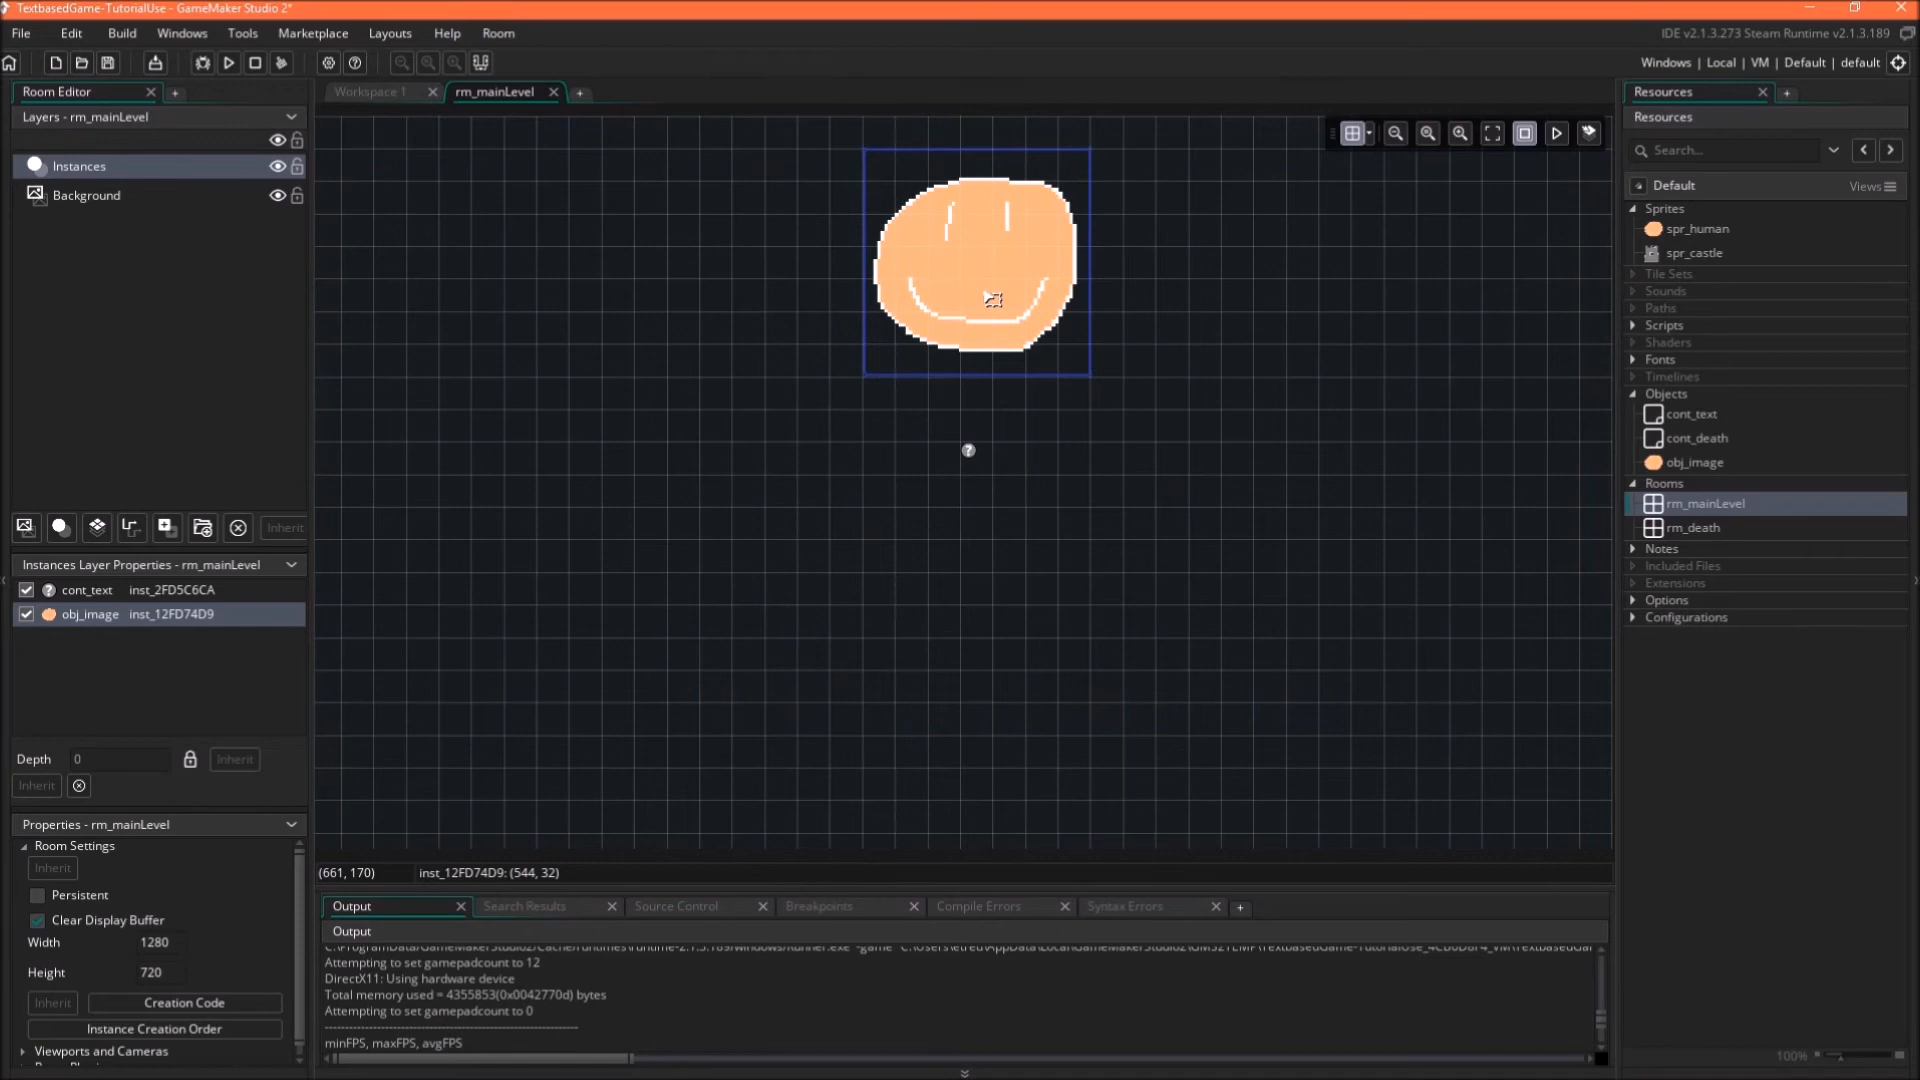 TextbasedGame-TutorialUse - GameMaker Studio 2*
File Edit Build Windows Tools Marketplace Layouts Help Room
IDE v2.1.3.273 Steam Runtime v2.1.3.189
Windows | Local | VM | Default | default
Room Editor
Layers - rm_mainLevel
Instances
Background
Inherit
Instances Layer Properties - rm_mainLevel
cont_text inst_2FD5C6CA
obj_image inst_12FD74D9
Depth 0 Inherit
Inherit
Properties - rm_mainLevel
Room Settings
Inherit
Persistent
Clear Display Buffer
Width 1280
Height 720
Inherit Creation Code
Instance Creation Order
Viewports and Cameras
Workspace 1 rm_mainLevel
?
(661, 170) inst_12FD74D9: (544, 32)
Output Search Results Source Control Breakpoints Compile Errors Syntax Errors
Output
Attempting to set gamepadcount to 12
DirectX11: Using hardware device
Total memory used = 4355853(0x0042770d) bytes
Attempting to set gamepadcount to 0
minFPS, maxFPS, avgFPS
Resources
Resources
Search...
Default Views
Sprites
spr_human
spr_castle
Tile Sets
Sounds
Paths
Scripts
Shaders
Fonts
Timelines
Objects
cont_text
cont_death
obj_image
Rooms
rm_mainLevel
rm_death
Notes
Included Files
Extensions
Options
Configurations
100%